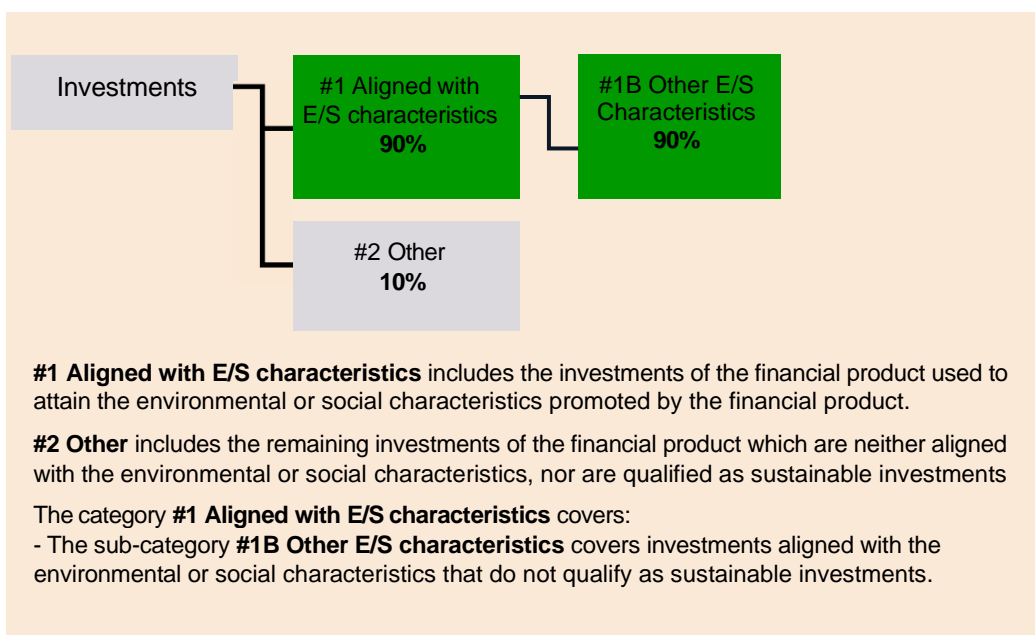 Investments
#1 Aligned with
E/S characteristics
90%
#1B Other E/S
Characteristics
90%
#2 Other
10%
#1 Aligned with E/S characteristics includes the investments of the financial product used to
attain the environmental or social characteristics promoted by the financial product.
#2 Other includes the remaining investments of the financial product which are neither aligned
with the environmental or social characteristics, nor are qualified as sustainable investments
The category #1 Aligned with E/S characteristics covers:
- The sub-category #1B Other E/S characteristics covers investments aligned with the
environmental or social characteristics that do not qualify as sustainable investments.